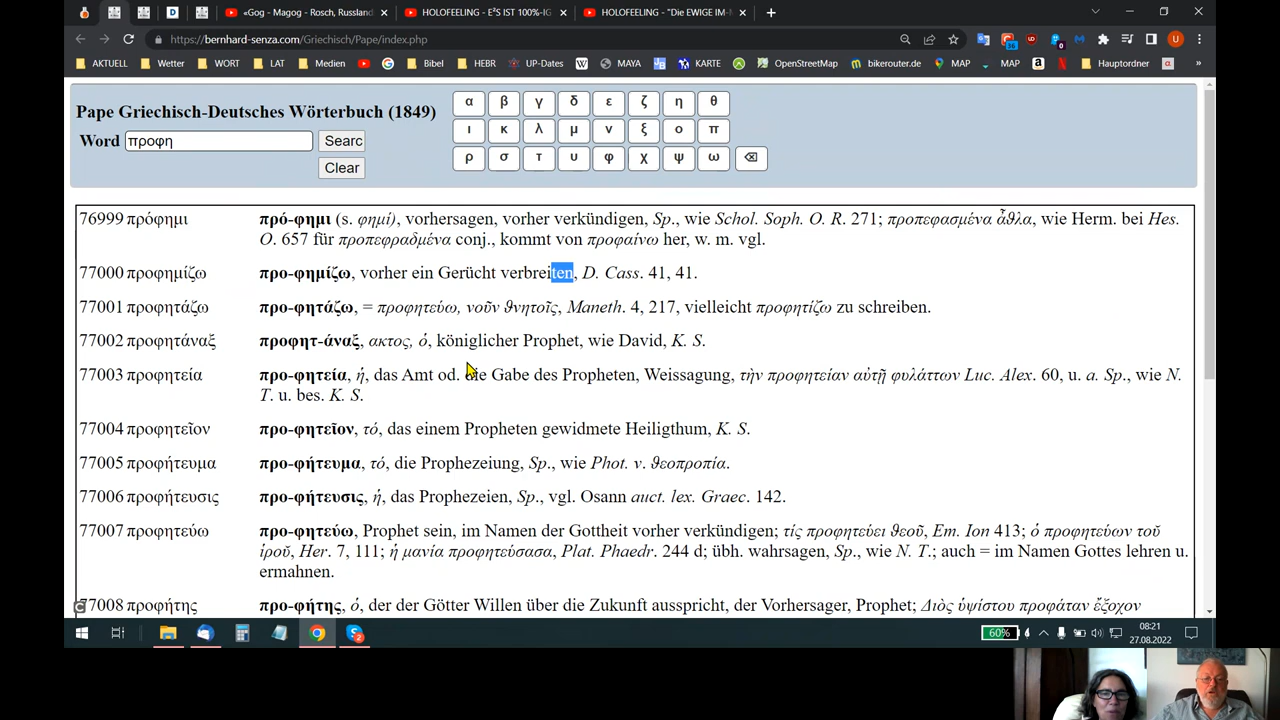 «Gog - Magog - Rosch, Russland
HOLOFEELING - E²S IST 100%-IG
HOLOFEELING - "Die EWIGE IM-M
https://bernhard-senza.com/Griechisch/Pape/index.php
AKTUELL Wetter WORT LAT Medien Bibel HEBR UP-Dates MAYA KARTE OpenStreetMap bikerouter.de MAP MAP Hauptordner »
Pape Griechisch-Deutsches Wörterbuch (1849)
Word προφη Searc
Clear
α β γ δ ε ζ η θ
ι κ λ μ ν ξ ο π
ρ σ τ υ φ χ ψ ω
76999 πρόφημι πρό-φημι (s. φημί), vorhersagen, vorher verkündigen, Sp., wie Schol. Soph. O. R. 271; προπεφασμένα ἆθλα, wie Herm. bei Hes.
O. 657 für προπεφραδμένα conj., kommt von προφαίνω her, w. m. vgl.
77000 προφημίζω προ-φημίζω, vorher ein Gerücht verbreiten, D. Cass. 41, 41.
77001 προφητάζω προ-φητάζω, = προφητεύω, νοῦν θνητοῖς, Maneth. 4, 217, vielleicht προφητίζω zu schreiben.
77002 προφητάναξ προφητ-άναξ, ακτος, ὁ, königlicher Prophet, wie David, K. S.
77003 προφητεία προ-φητεία, ἡ, das Amt od. die Gabe des Propheten, Weissagung, τὴν προφητείαν αὐτῇ φυλάττων Luc. Alex. 60, u. a. Sp., wie N.
T. u. bes. K. S.
77004 προφητεῖον προ-φητεῖον, τό, das einem Propheten gewidmete Heiligthum, K. S.
77005 προφήτευμα προ-φήτευμα, τό, die Prophezeiung, Sp., wie Phot. v. θεοπροπία.
77006 προφήτευσις προ-φήτευσις, ἡ, das Prophezeien, Sp., vgl. Osann auct. lex. Graec. 142.
77007 προφητεύω προ-φητεύω, Prophet sein, im Namen der Gottheit vorher verkündigen; τίς προφητεύει θεοῦ, Em. Ion 413; ὁ προφητεύων τοῦ
ἱροῦ, Her. 7, 111; ἡ μανία προφητεύσασα, Plat. Phaedr. 244 d; übh. wahrsagen, Sp., wie N. T.; auch = im Namen Gottes lehren u.
ermahnen.
77008 προφήτης προ-φήτης, ὁ, der der Götter Willen über die Zukunft ausspricht, der Vorhersager, Prophet; Διὸς ὑψίστου προφάταν ἔξοχον
60% 08:21
27.08.2022